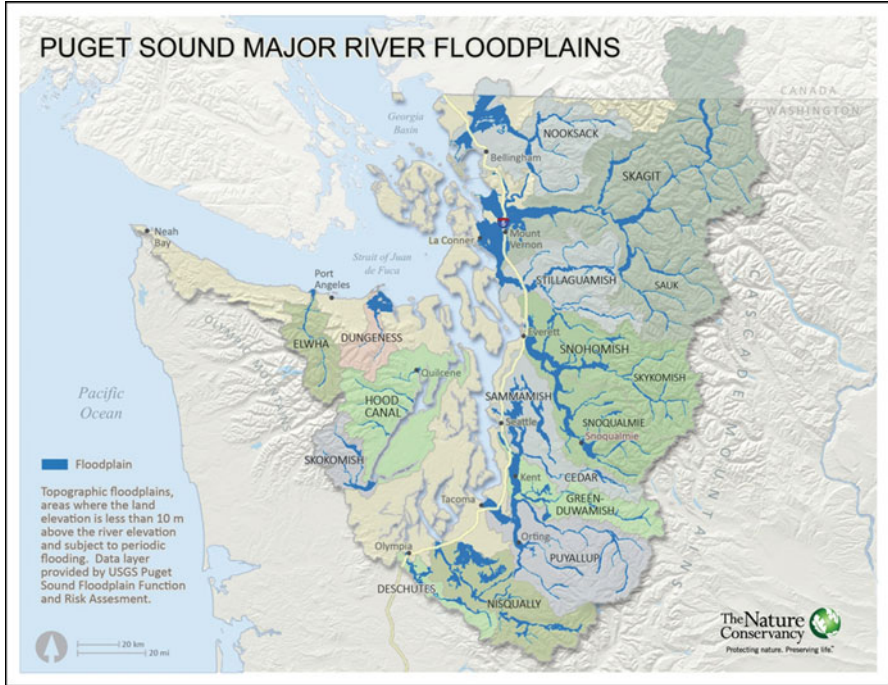 PUGET SOUND MAJOR RIVER FLOODPLAINS
CANADA
WASHINGTON
Georgia
Basin
NOOKSACK
Bellingham
SKAGIT
Neah
Bay
La Conner
Mount
Vernon
Strait of Juan
de Fuca
Port
Angeles
STILLAGUAMISH
SAUK
CASCADE MOUNTAINS
OLYMPIC MOUNTAINS
ELWHA
DUNGENESS
Everett
SNOHOMISH
Quilcene
SKYKOMISH
Pacific
Ocean
HOOD
CANAL
SAMMAMISH
Seattle
SNOQUALMIE
Snoqualmie
SKOKOMISH
Floodplain
CEDAR
Kent
GREEN-
DUWAMISH
Topographic floodplains,
areas where the land
elevation is less than 10 m
above the river elevation
and subject to periodic
flooding. Data layer
provided by USGS Puget
Sound Floodplain Function
and Risk Assesment.
Tacoma
Orting
Olympia
PUYALLUP
DESCHUTES
NISQUALLY
20 km
20 mi
The Nature
Conservancy
Protecting nature. Preserving life.™